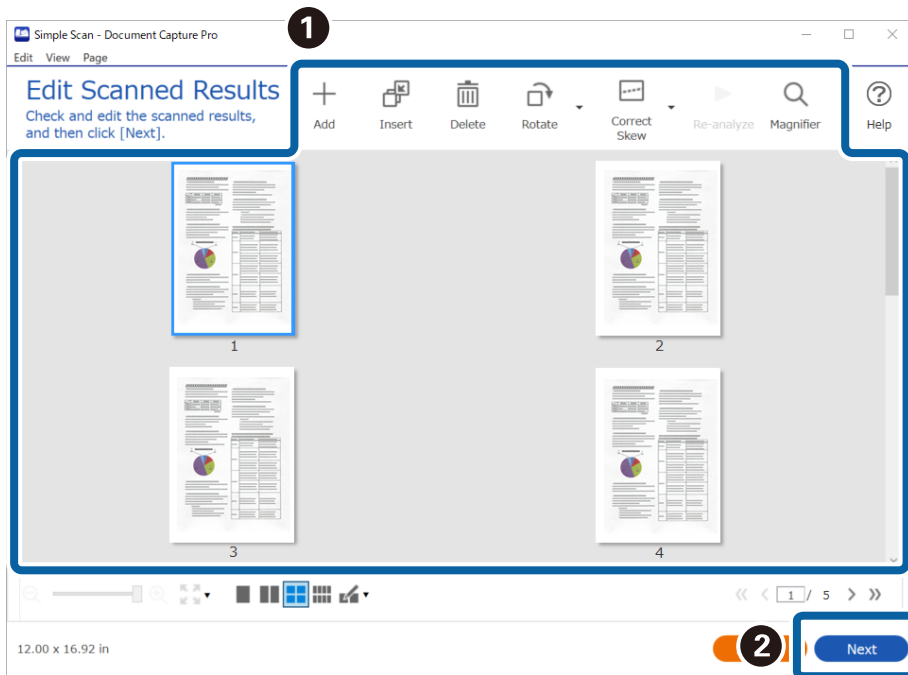 1
Simple Scan - Document Capture Pro
Edit View Page
Edit Scanned Results
Check and edit the scanned results,
and then click [Next].
Add
Insert
Delete
Rotate
Correct
Skew
Re-analyze
Magnifier
Help
1
2
3
4
1 / 5
12.00 x 16.92 in
2
Next